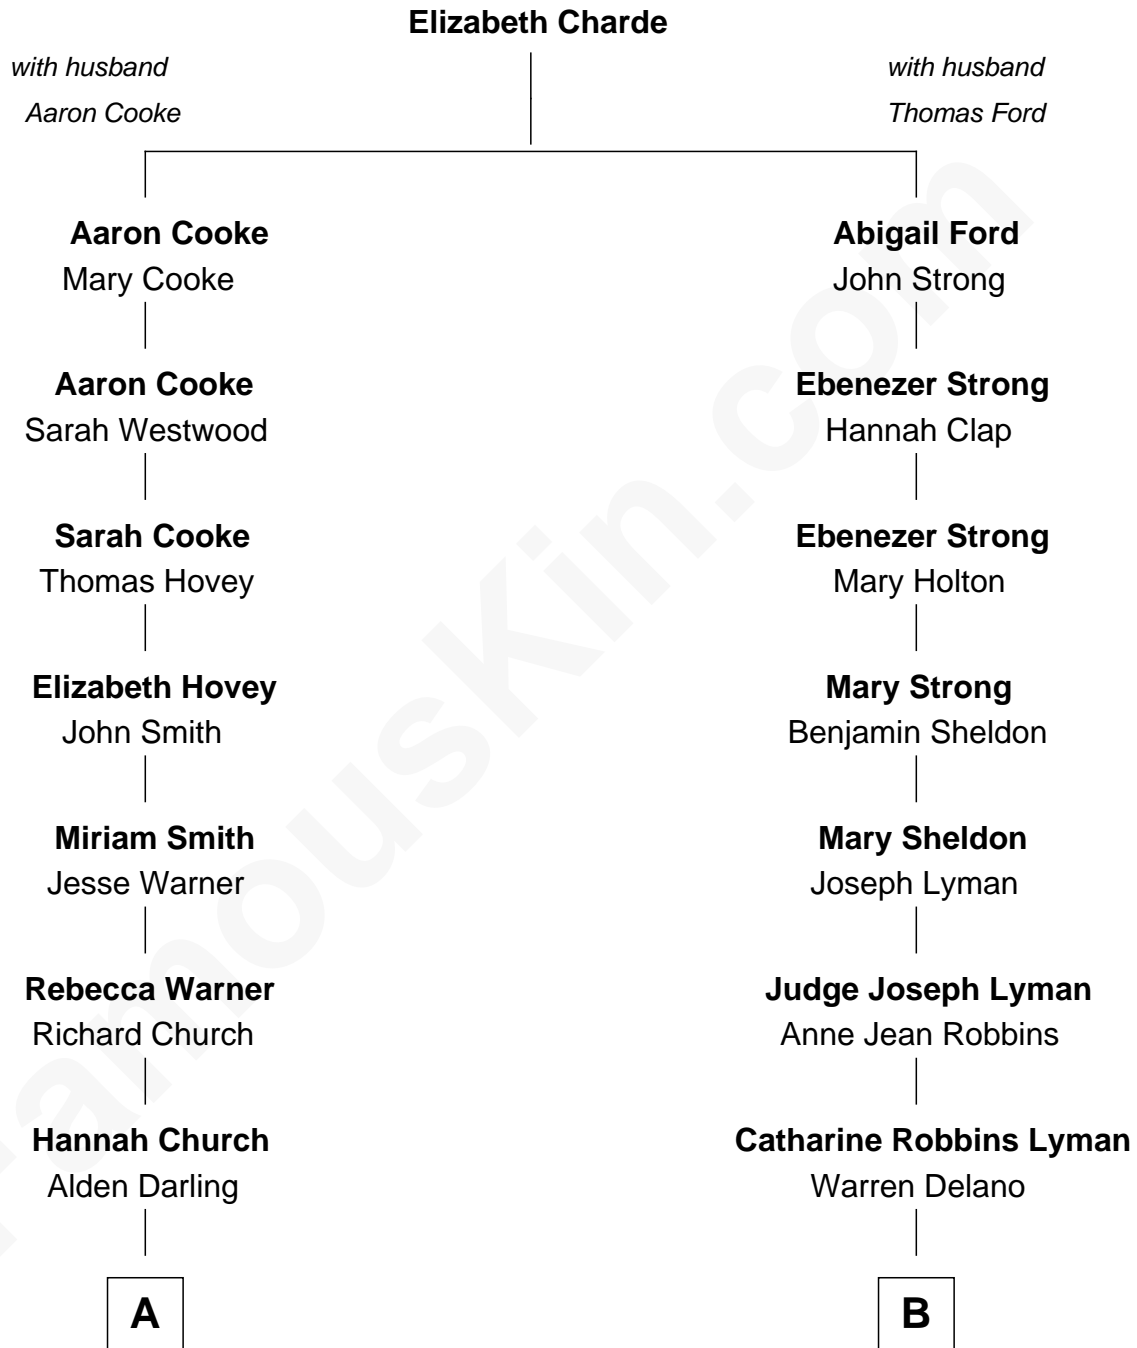 Elizabeth Charde
with husband
Aaron Cooke
with husband
Thomas Ford
Aaron Cooke
Mary Cooke
Abigail Ford
John Strong
Aaron Cooke
Sarah Westwood
Ebenezer Strong
Hannah Clap
Sarah Cooke
Thomas Hovey
Ebenezer Strong
Mary Holton
Elizabeth Hovey
John Smith
Mary Strong
Benjamin Sheldon
Miriam Smith
Jesse Warner
Mary Sheldon
Joseph Lyman
Rebecca Warner
Richard Church
Judge Joseph Lyman
Anne Jean Robbins
Hannah Church
Alden Darling
Catharine Robbins Lyman
Warren Delano
A
B
FamousKin.com